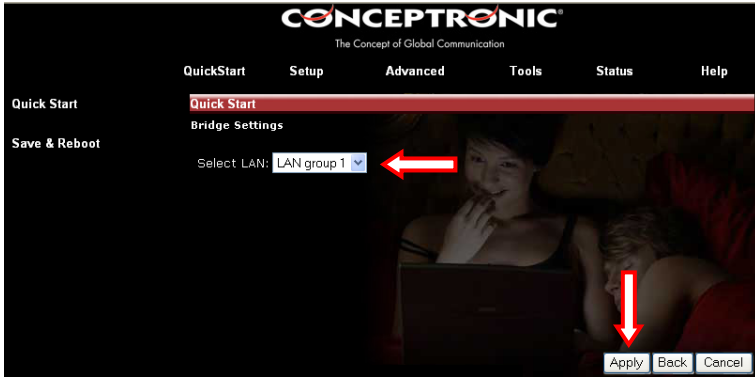 CONCEPTRONIC®
The Concept of Global Communication
QuickStart Setup Advanced Tools Status Help
Quick Start
Quick Start
Bridge Settings
Save & Reboot
Select LAN: LAN group 1
Apply Back Cancel